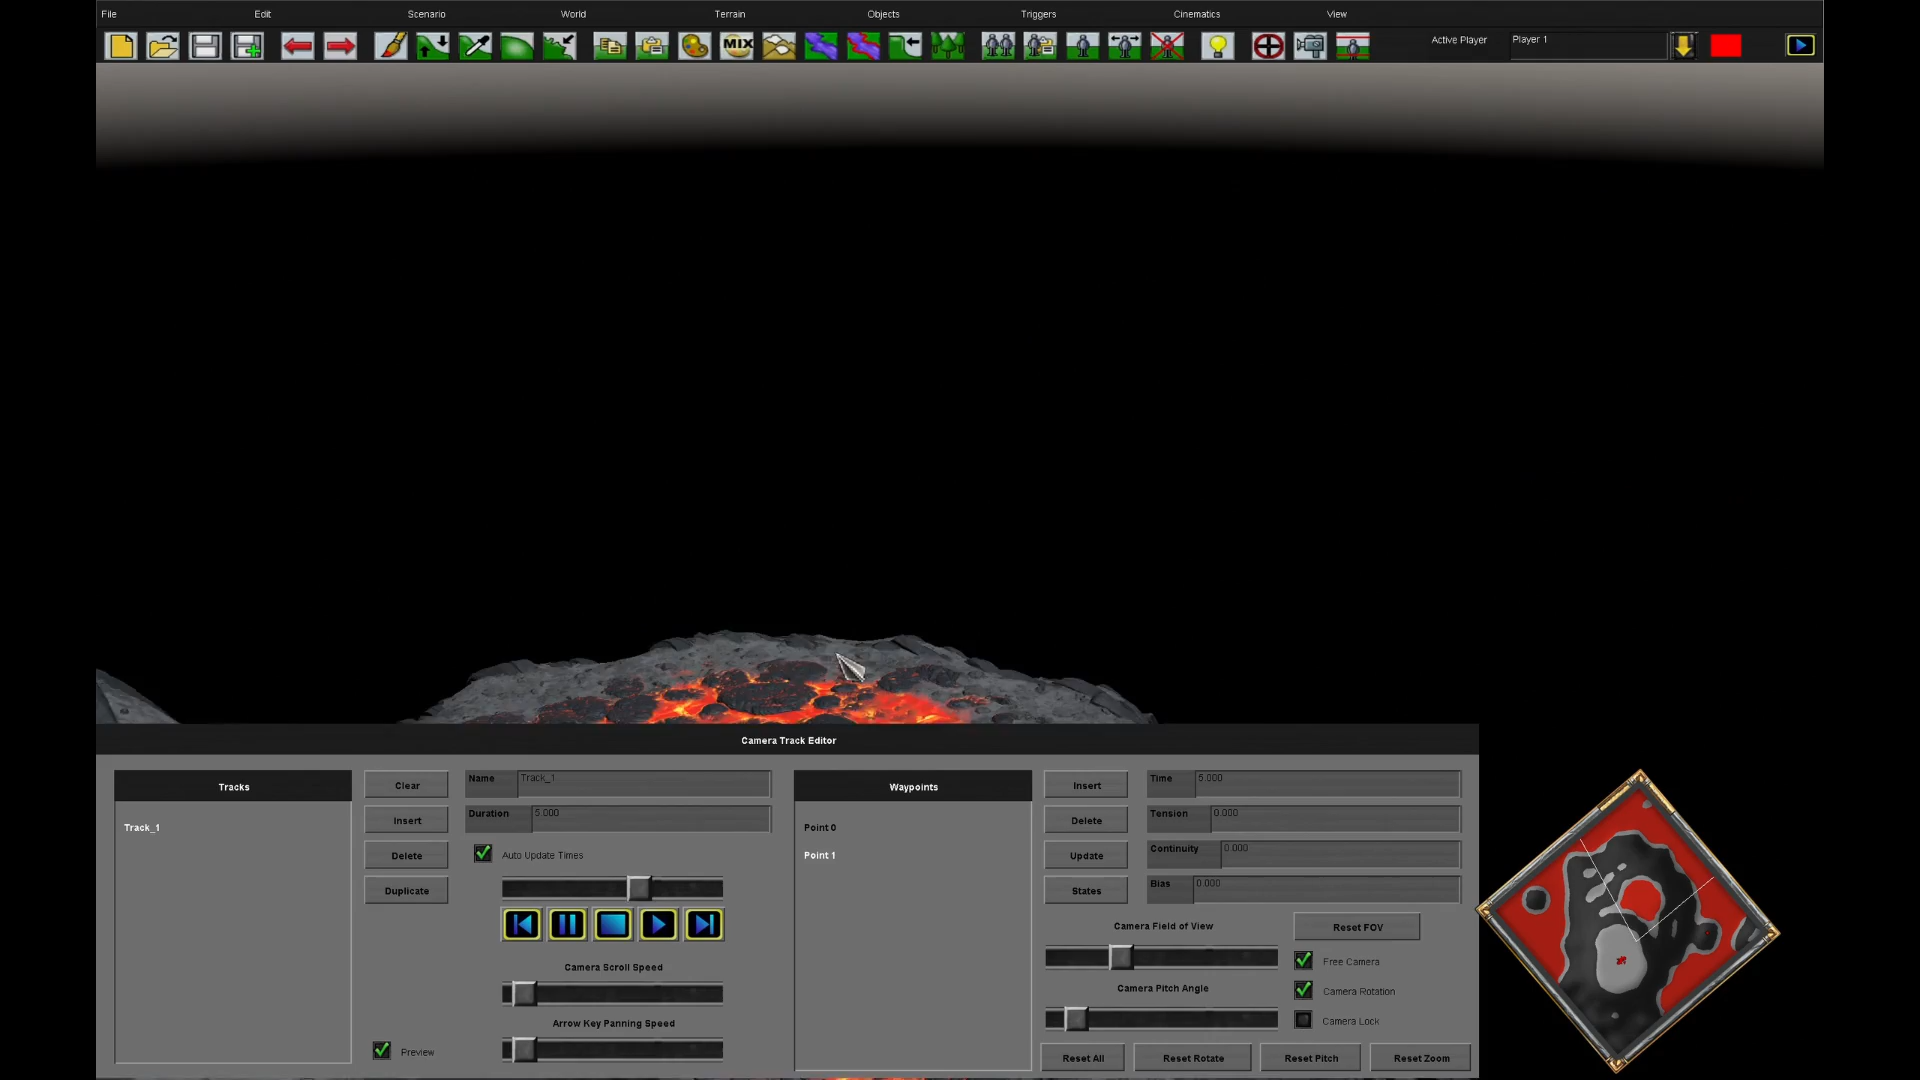 File Edit Scenario World Terrain Objects Triggers Cinematics View
MIX
Active Player Player 1
Camera Track Editor
Tracks
Track_1
Clear
Insert
Delete
Duplicate
Preview
Name Track_1
Duration 5.000
Auto Update Times
Camera Scroll Speed
Arrow Key Panning Speed
Waypoints
Point 0
Point 1
Insert
Delete
Update
States
Time 5.000
Tension 0.000
Continuity 0.000
Bias 0.000
Camera Field of View
Reset FOV
Free Camera
Camera Pitch Angle
Camera Rotation
Camera Lock
Reset All Reset Rotate Reset Pitch Reset Zoom